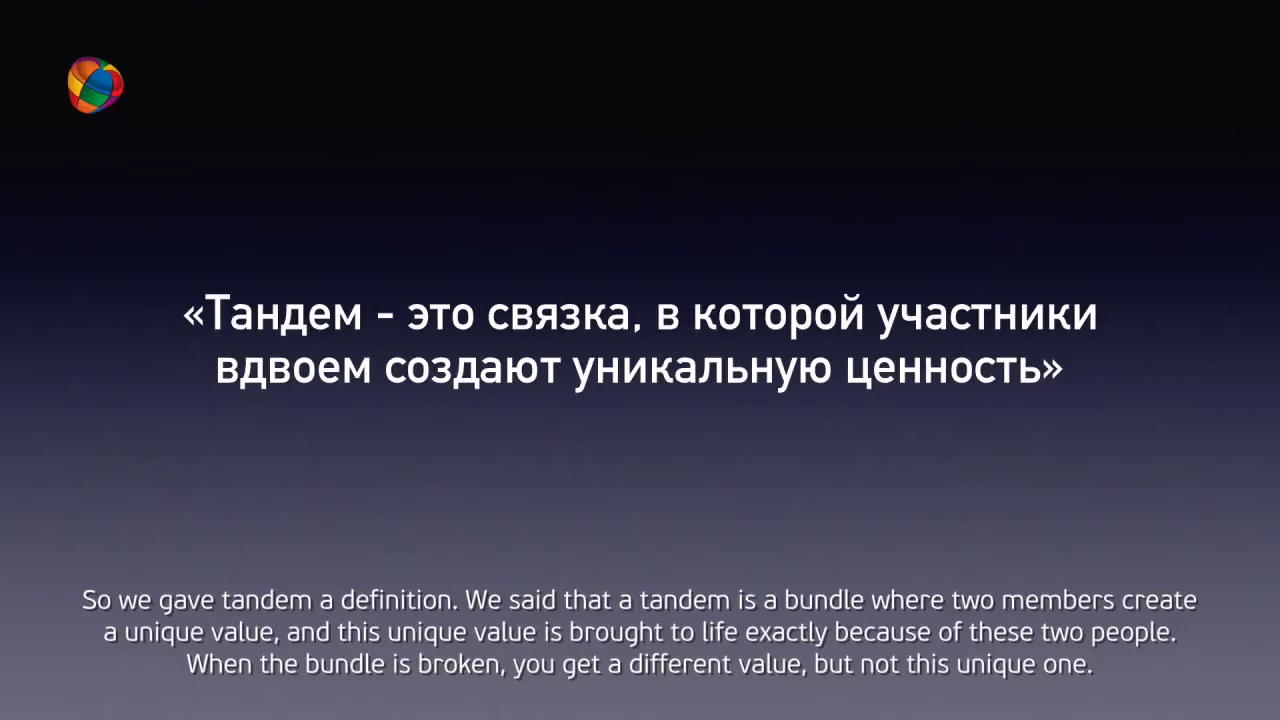 «Тандем - это связка, в которой участники
вдвоем создают уникальную ценность»
So we gave tandem a definition. We said that a tandem is a bundle where two members create
a unique value, and this unique value is brought to life exactly because of these two people.
When the bundle is broken, you get a different value, but not this unique one.